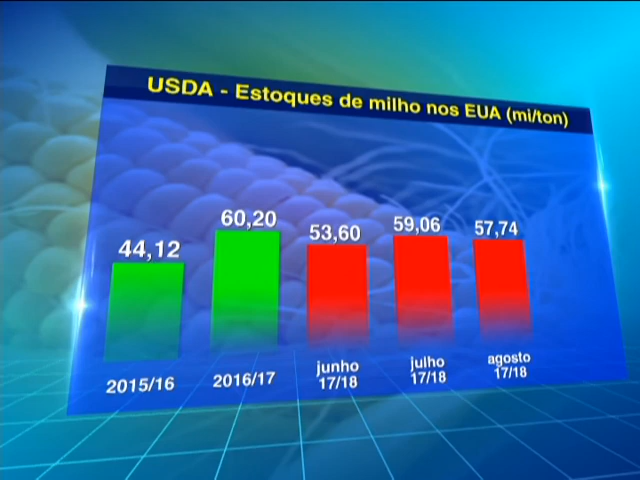 USDA - Estoques de milho nos EUA (mi/ton)
44,12
60,20
53,60
59,06
57,74
2015/16
2016/17
junho
17/18
julho
17/18
agosto
17/18